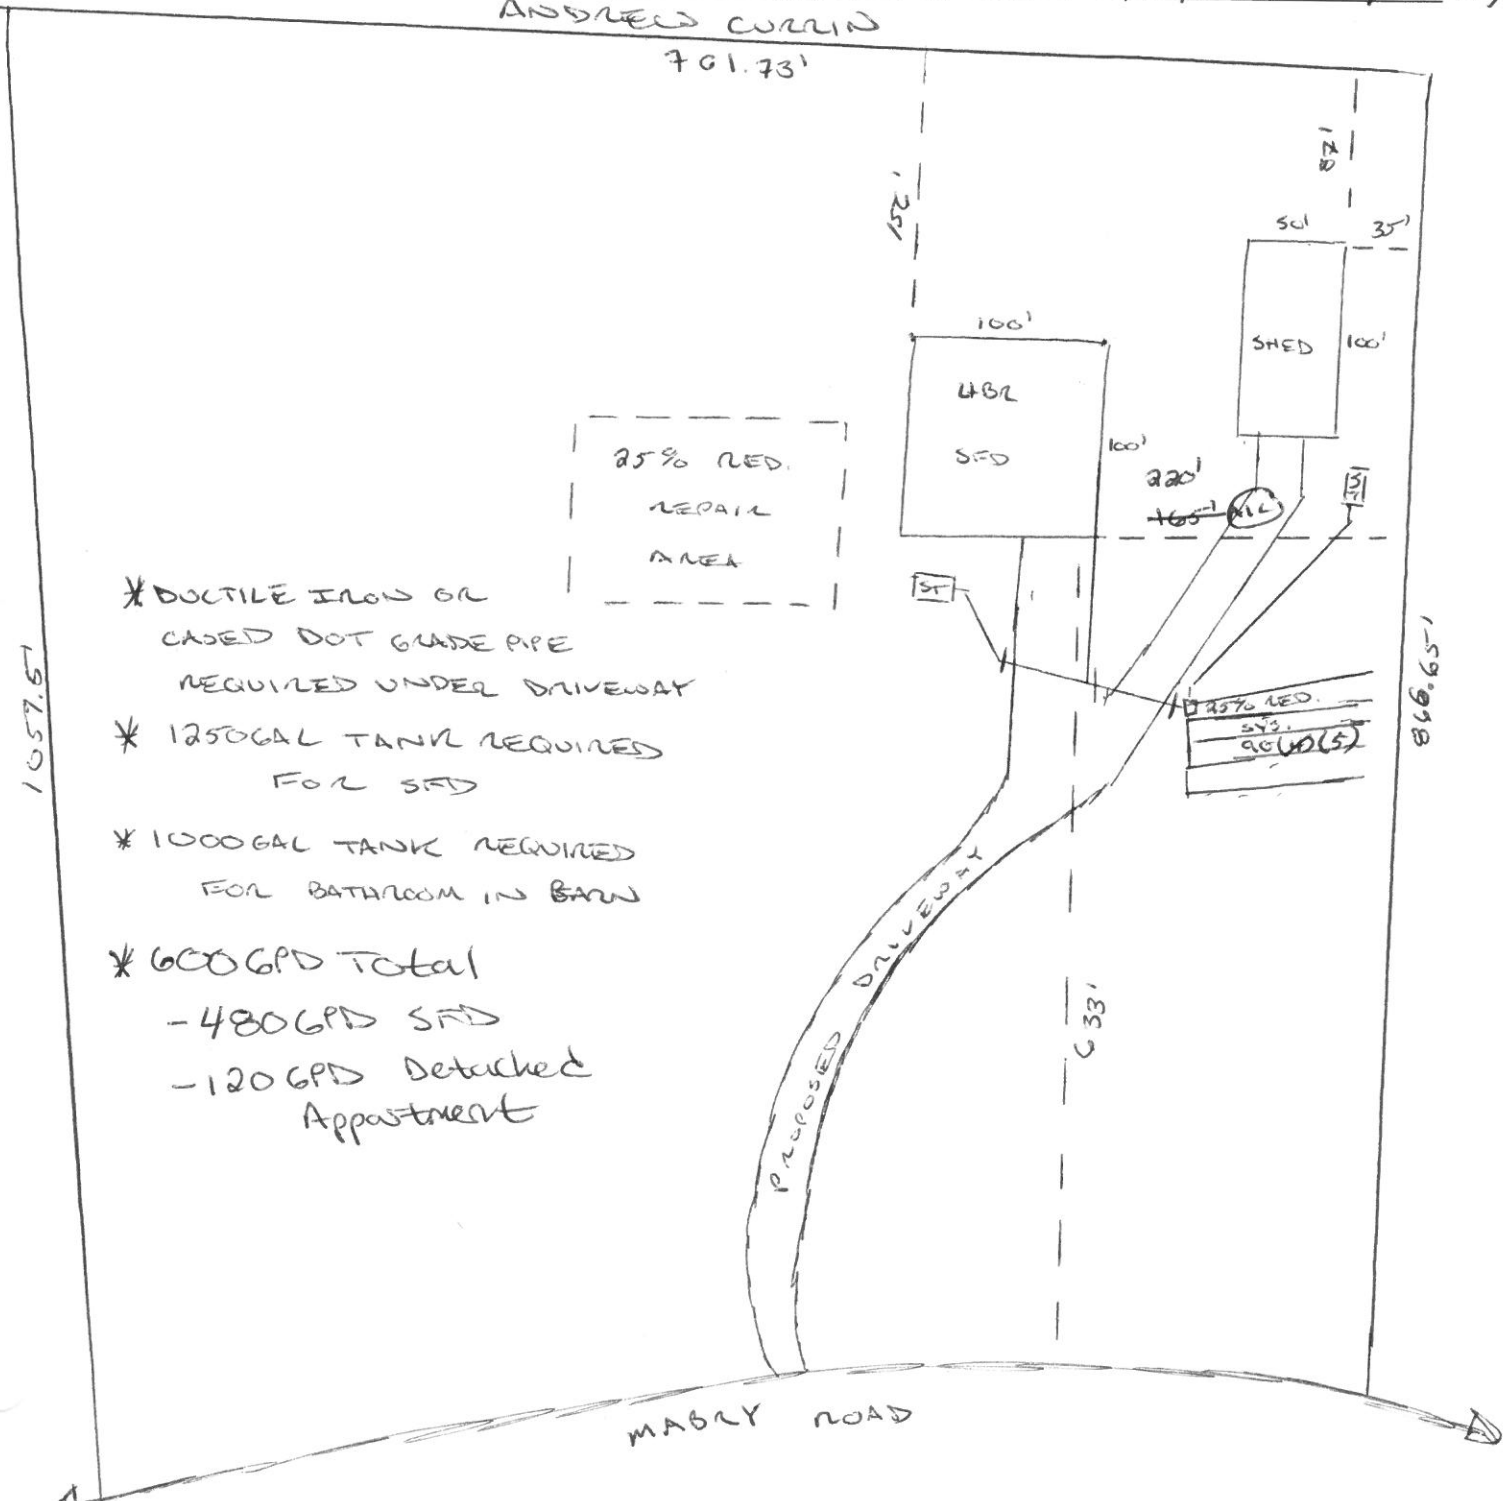 ANDREW CURRIN
701.73'
87'
152'
50'
35'
100'
SHED
100'
4BR
SFD
100'
25% RED.
REPAIR
AREA
220'
165'
ST
ST
* DUCTILE IRON OR
CASED DOT GRADE PIPE
REQUIRED UNDER DRIVEWAY
* 1250GAL TANK REQUIRED
FOR SFD
* 1000GAL TANK REQUIRED
FOR BATHROOM IN BARN
* 600GPD Total
-480GPD SFD
-120GPD Detached
Appartment
1057.5'
866.65'
25% RED.
SYS.
PROPOSED DRIVEWAY
633'
MABRY ROAD